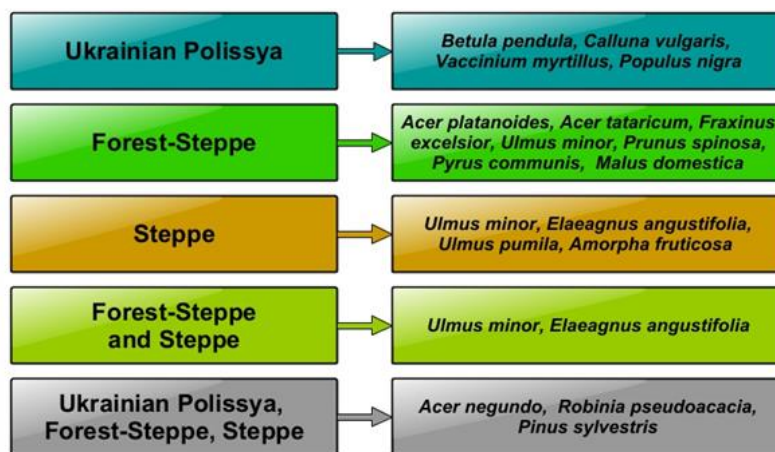 Ukrainian Polissya
Betula pendula, Calluna vulgaris,
Vaccinium myrtillus, Populus nigra
Forest-Steppe
Acer platanoides, Acer tataricum, Fraxinus
excelsior, Ulmus minor, Prunus spinosa,
Pyrus communis, Malus domestica
Steppe
Ulmus minor, Elaeagnus angustifolia,
Ulmus pumila, Amorpha fruticosa
Forest-Steppe
and Steppe
Ulmus minor, Elaeagnus angustifolia
Ukrainian Polissya,
Forest-Steppe, Steppe
Acer negundo, Robinia pseudoacacia,
Pinus sylvestris